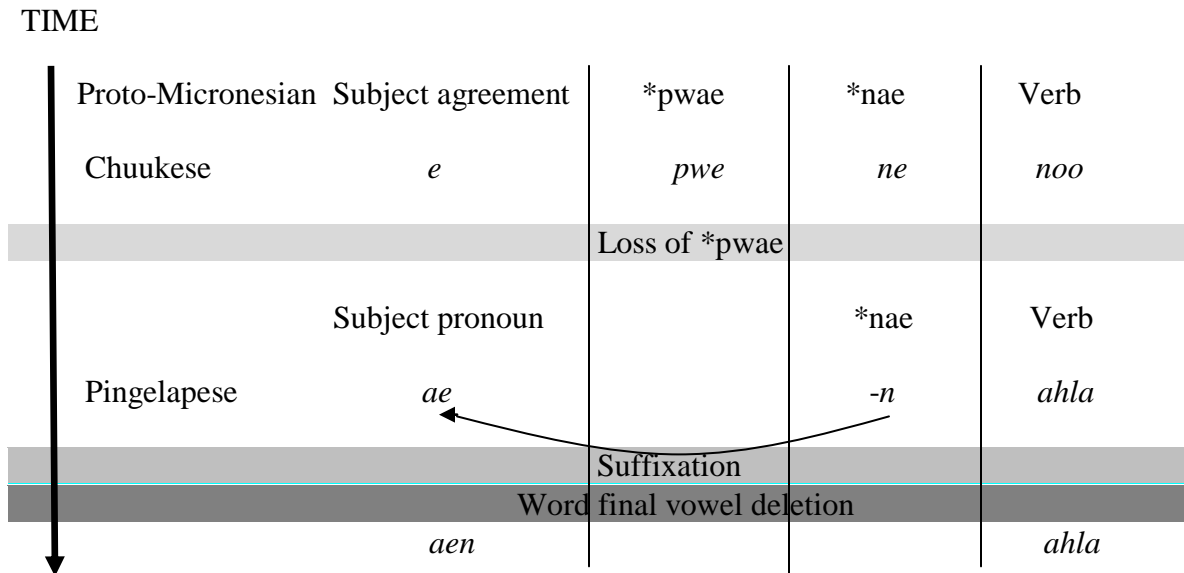 TIME
Proto-Micronesian Subject agreement *pwae *nae Verb
Chuukese e pwe ne noo
Loss of *pwae
Subject pronoun *nae Verb
Pingelapese ae -n ahla
Suffixation
Word final vowel deletion
aen ahla